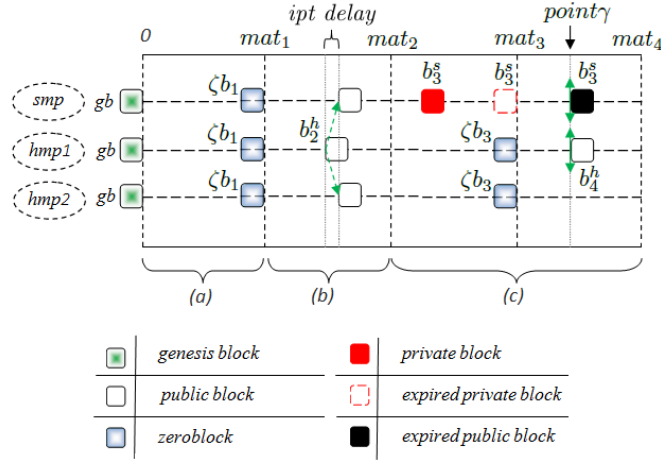 ipt delay
pointγ
0 mat₁ mat₂ mat₃ mat₄
smp gb ζb₁ b₃ˢ b₃ˢ b₃ˢ
hmp1 gb ζb₁ b₂ʰ ζb₃ b₄ʰ
hmp2 gb ζb₁ ζb₃
(a) (b) (c)
genesis block private block
public block expired private block
zeroblock expired public block